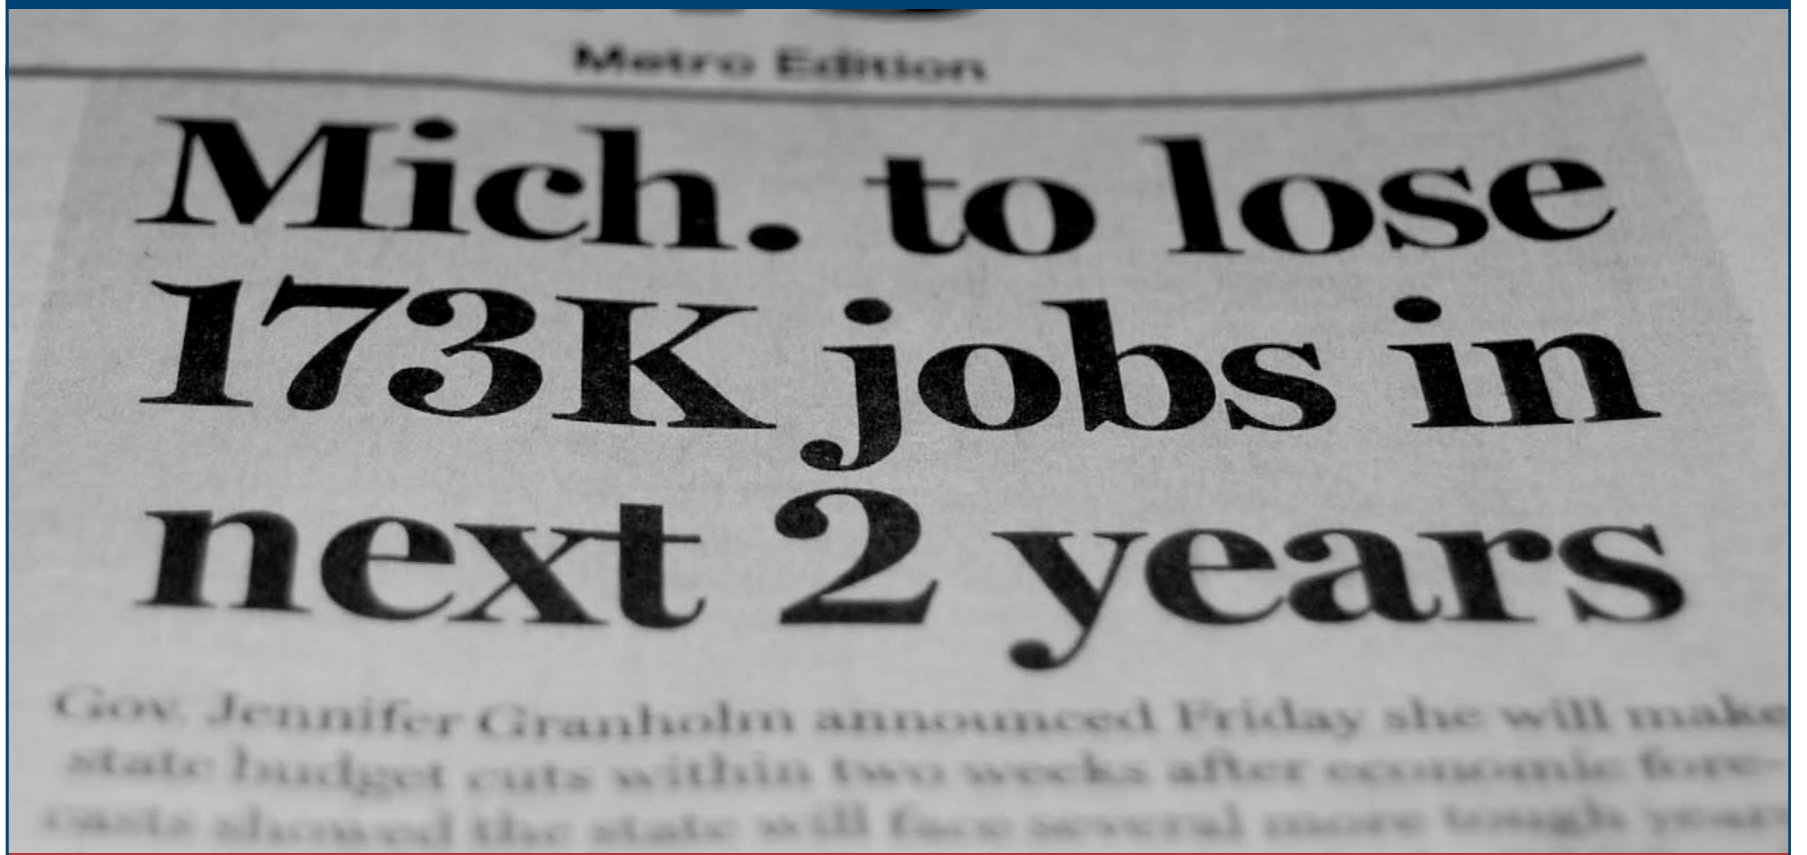 Metro Edition
Mich. to lose
173K jobs in
next 2 years
Gov. Jennifer Granholm announced Friday she will make
state budget cuts within two weeks after economic fore-
casts showed the state will face several more tough years